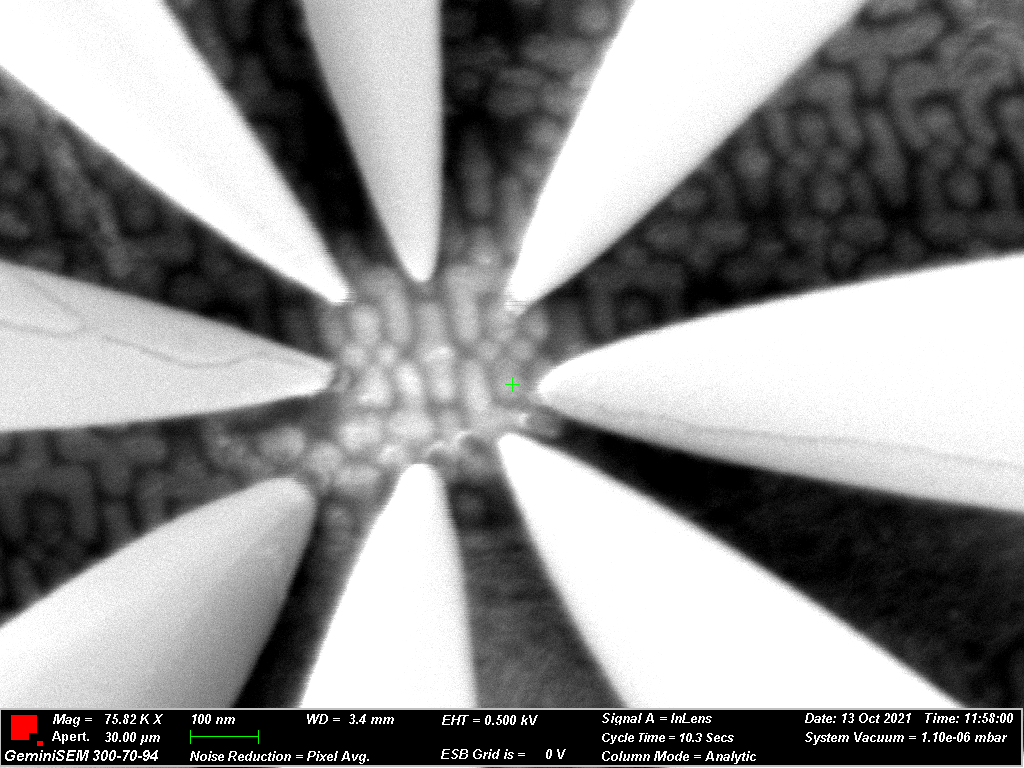 Mag = 75.82 K X 100 nm WD = 3.4 mm EHT = 0.500 kV Signal A = InLens Date: 13 Oct 2021 Time: 11:58:00
Apert. 30.00 µm Cycle Time = 10.3 Secs System Vacuum = 1.10e-06 mbar
GeminiSEM 300-70-94 Noise Reduction = Pixel Avg. ESB Grid is = 0 V Column Mode = Analytic